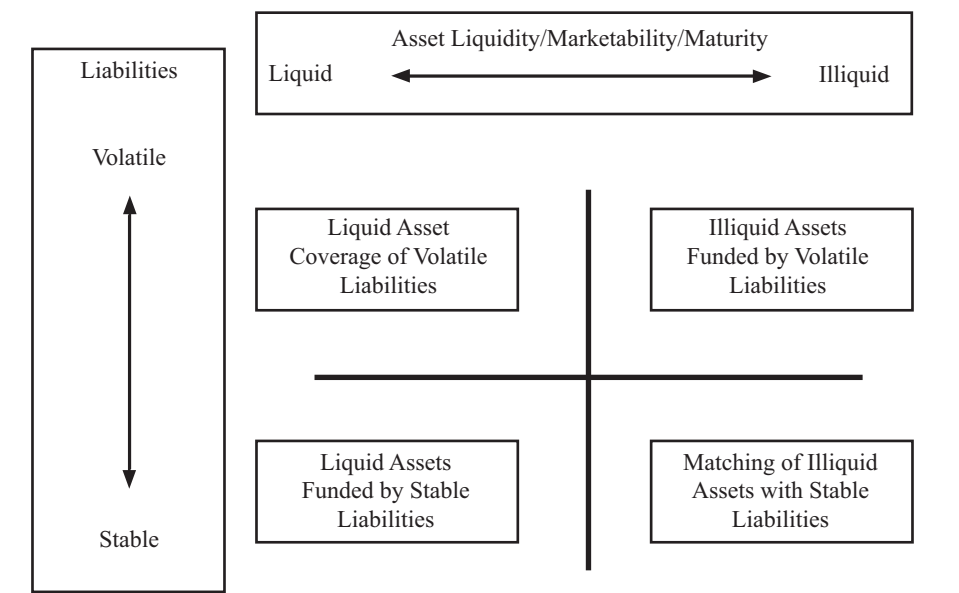 Asset Liquidity/Marketability/Maturity
Liquid
Illiquid
Liabilities
Volatile
Stable
Liquid Asset
Coverage of Volatile
Liabilities
Illiquid Assets
Funded by Volatile
Liabilities
Liquid Assets
Funded by Stable
Liabilities
Matching of Illiquid
Assets with Stable
Liabilities